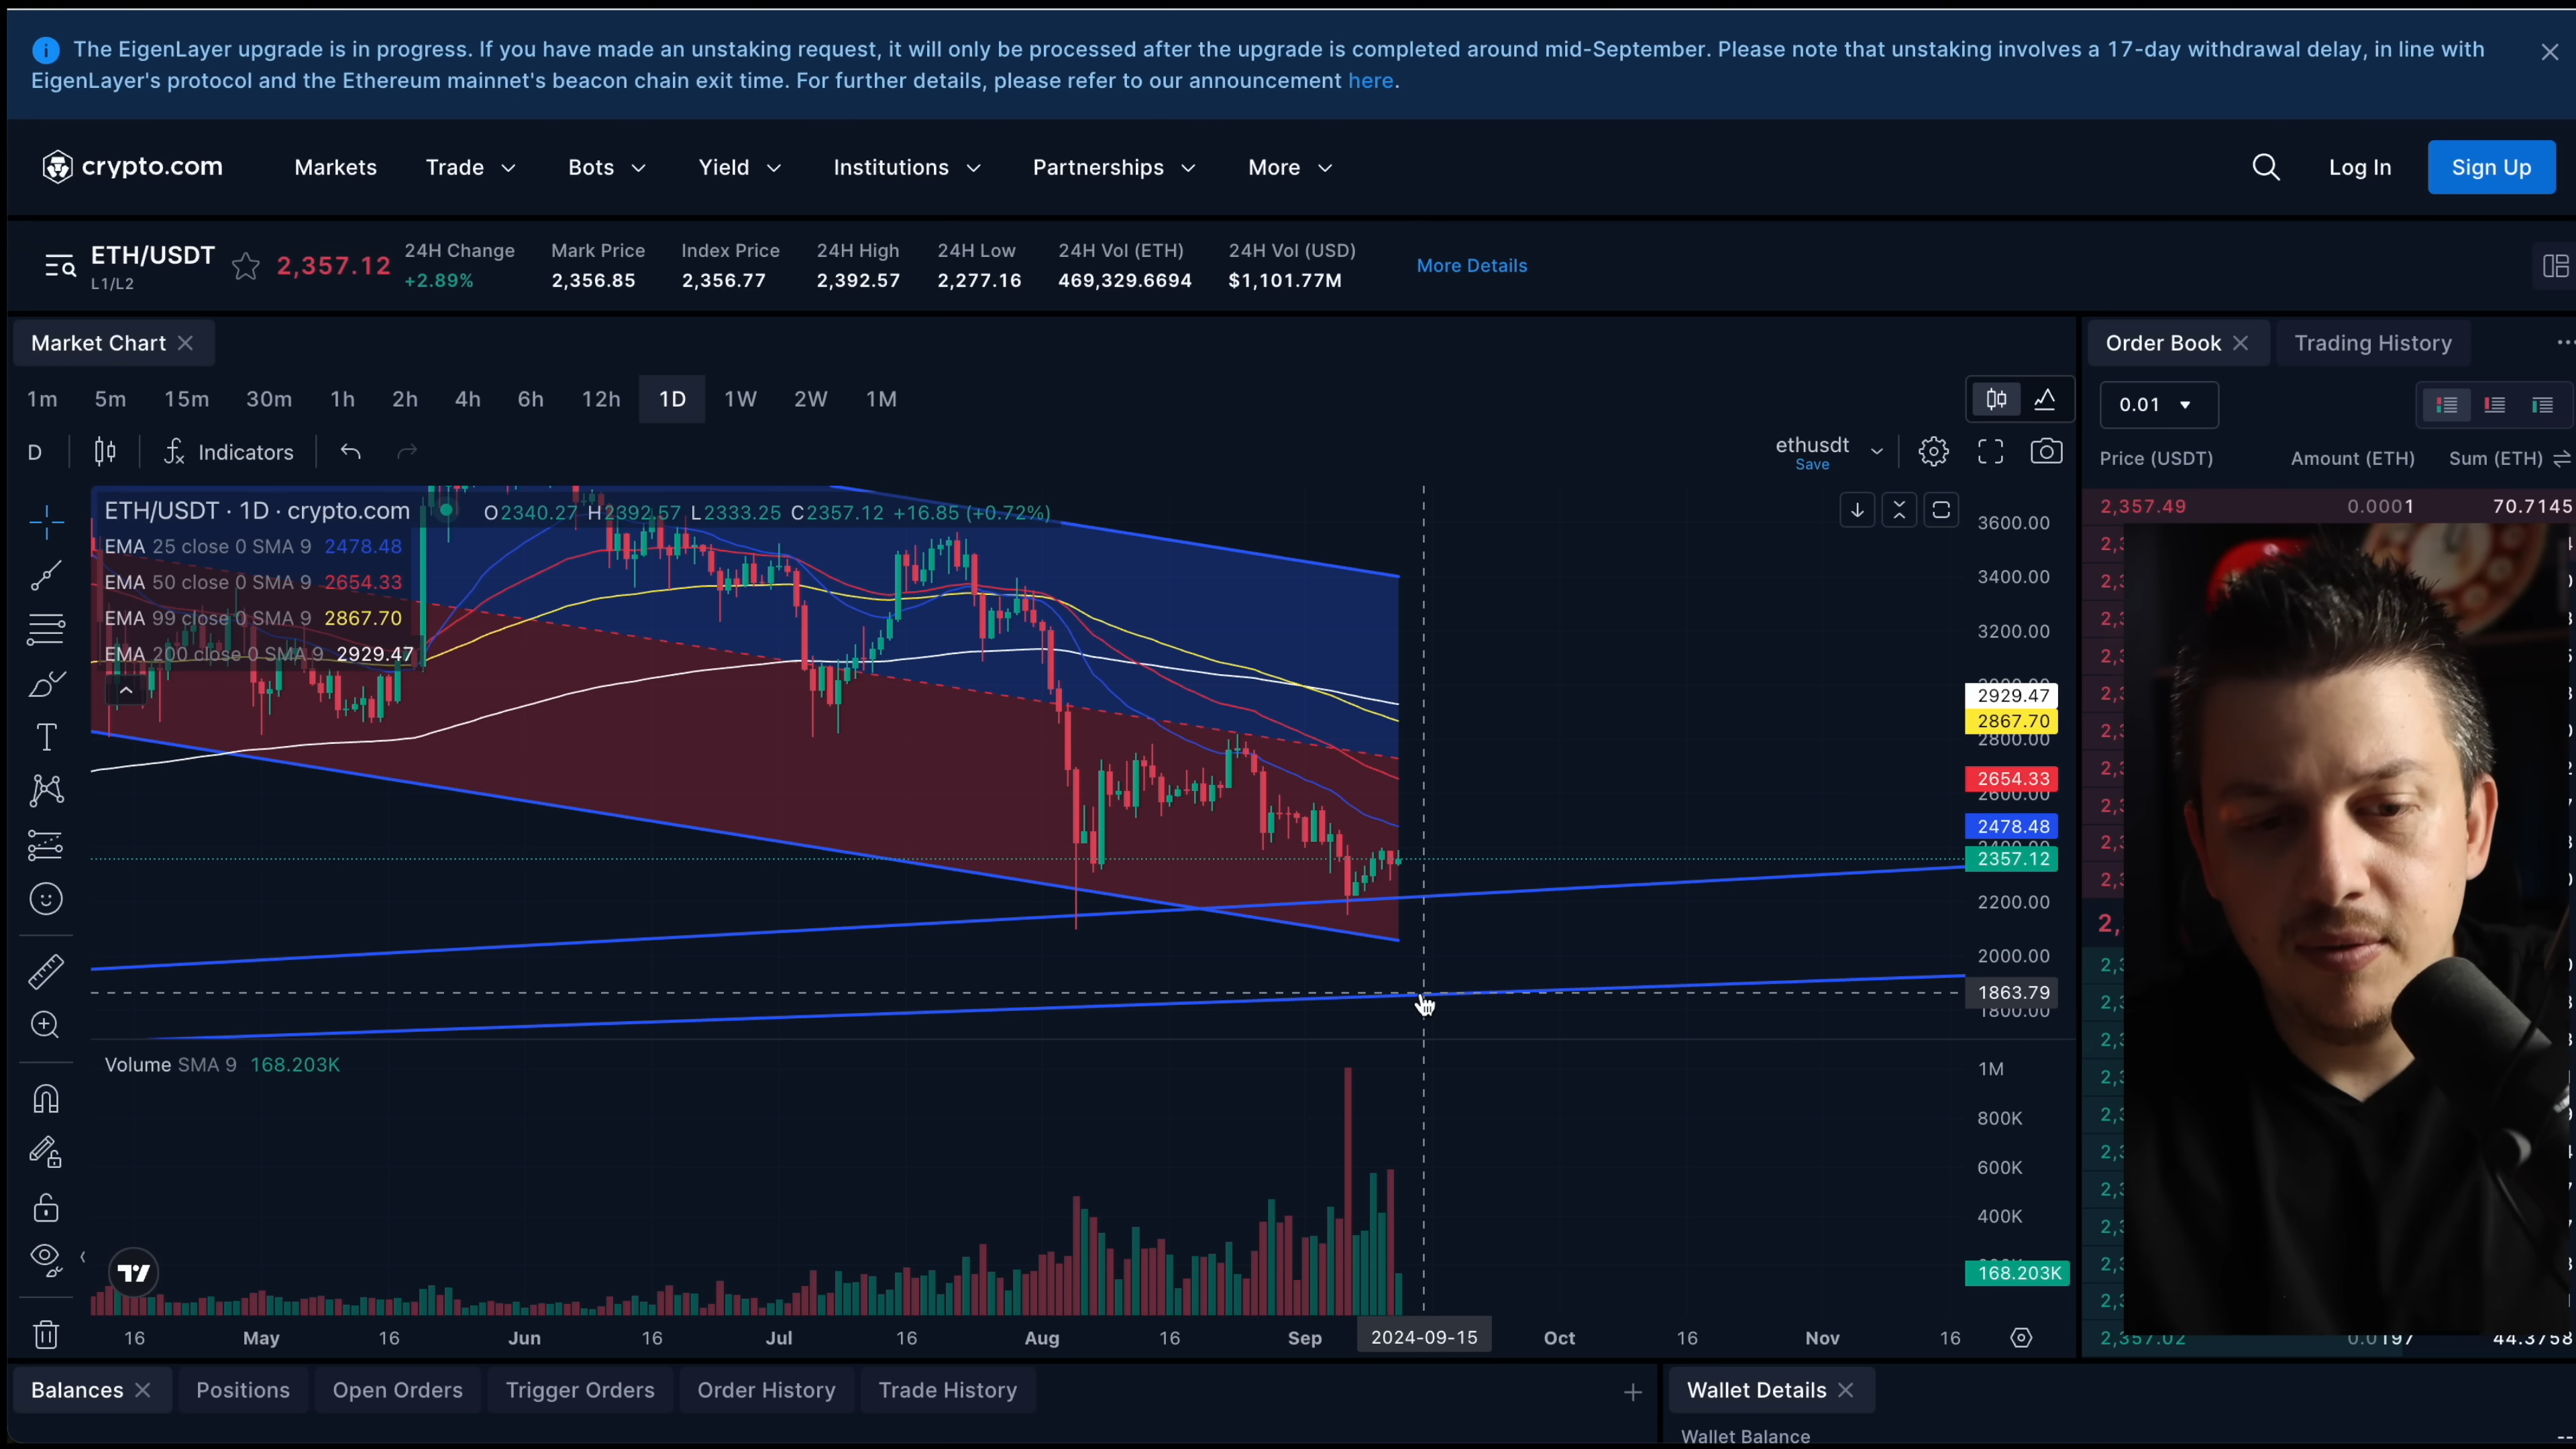 The EigenLayer upgrade is in progress. If you have made an unstaking request, it will only be processed after the upgrade is completed around mid-September. Please note that unstaking involves a 17-day withdrawal delay, in line with
EigenLayer's protocol and the Ethereum mainnet's beacon chain exit time. For further details, please refer to our announcement here.
crypto.com Markets Trade Bots Yield Institutions Partnerships More Log In Sign Up
ETH/USDT 2,357.12 24H Change Mark Price Index Price 24H High 24H Low 24H Vol (ETH) 24H Vol (USD) More Details
L1/L2 +2.89% 2,356.85 2,356.77 2,392.57 2,277.16 469,329.6694 $1,101.77M
Market Chart Order Book Trading History
1m 5m 15m 30m 1h 2h 4h 6h 12h 1D 1W 2W 1M 0.01
D Indicators ethusdt
Save
Price (USDT) Amount (ETH) Sum (ETH)
ETH/USDT · 1D · crypto.com O2340.27 H2392.57 L2333.25 C2357.12 +16.85 (+0.72%)
2,357.49 0.0001 70.7145
EMA 25 close 0 SMA 9 2478.48
EMA 50 close 0 SMA 9 2654.33
EMA 99 close 0 SMA 9 2867.70
EMA 200 close 0 SMA 9 2929.47
3600.00
3400.00
3200.00
2929.47
2867.70
2800.00
2654.33
2600.00
2478.48
2357.12
2200.00
2000.00
1863.79
1800.00
Volume SMA 9 168.203K
1M
800K
600K
400K
168.203K
16 May 16 Jun 16 Jul 16 Aug 16 Sep 2024-09-15 Oct 16 Nov 16
2,357.02 0.0197 44.3758
Balances Positions Open Orders Trigger Orders Order History Trade History Wallet Details
Wallet Balance